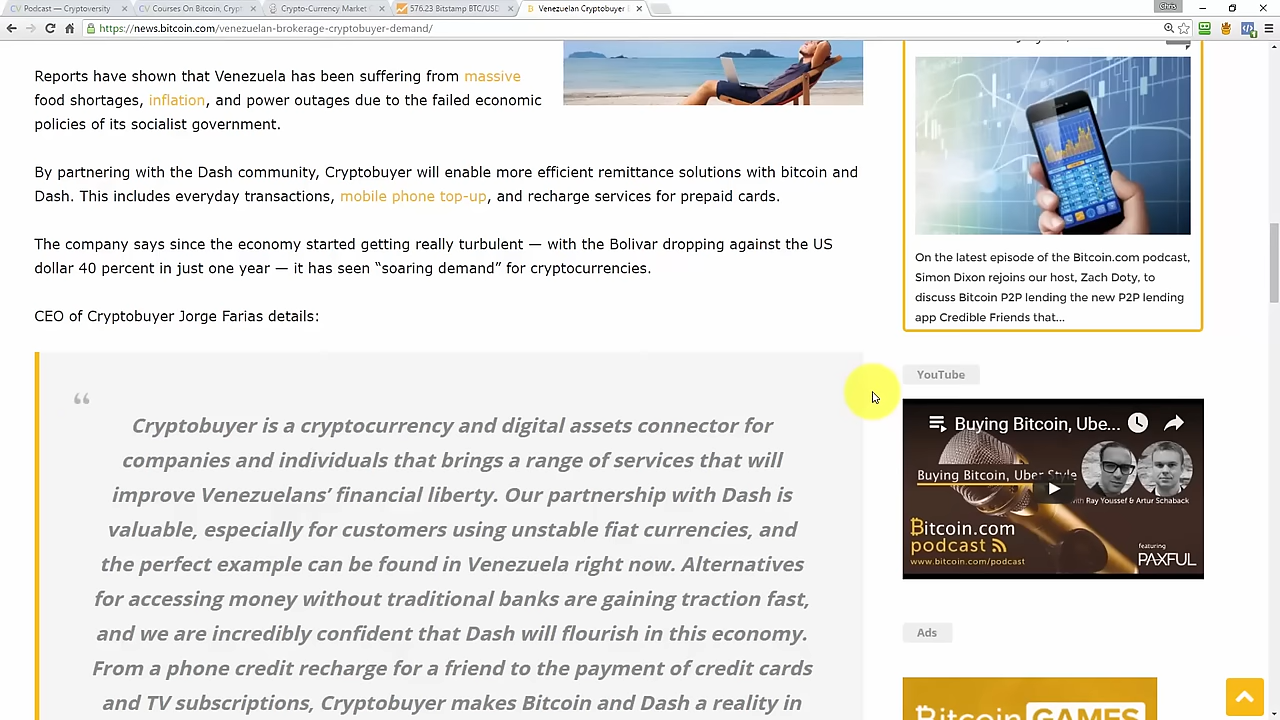 CV Podcast — Cryptoversity
CV Courses On Bitcoin, Crypt
Crypto-Currency Market C
576.23 Bitstamp BTC/USD
Venezuelan Cryptobuyer E
Chris
https://news.bitcoin.com/venezuelan-brokerage-cryptobuyer-demand/
Reports have shown that Venezuela has been suffering from massive
food shortages, inflation, and power outages due to the failed economic
policies of its socialist government.
By partnering with the Dash community, Cryptobuyer will enable more efficient remittance solutions with bitcoin and
Dash. This includes everyday transactions, mobile phone top-up, and recharge services for prepaid cards.
The company says since the economy started getting really turbulent — with the Bolivar dropping against the US
dollar 40 percent in just one year — it has seen “soaring demand” for cryptocurrencies.
CEO of Cryptobuyer Jorge Farias details:
“
Cryptobuyer is a cryptocurrency and digital assets connector for
companies and individuals that brings a range of services that will
improve Venezuelans’ financial liberty. Our partnership with Dash is
valuable, especially for customers using unstable fiat currencies, and
the perfect example can be found in Venezuela right now. Alternatives
for accessing money without traditional banks are gaining traction fast,
and we are incredibly confident that Dash will flourish in this economy.
From a phone credit recharge for a friend to the payment of credit cards
and TV subscriptions, Cryptobuyer makes Bitcoin and Dash a reality in
On the latest episode of the Bitcoin.com podcast,
Simon Dixon rejoins our host, Zach Doty, to
discuss Bitcoin P2P lending the new P2P lending
app Credible Friends that...
YouTube
Buying Bitcoin, Ube...
Buying Bitcoin, Uber Style
with Ray Youssef & Artur Schaback
Bitcoin.com
podcast
www.bitcoin.com/podcast
featuring
PAXFUL
Ads
Bitcoin GAMES